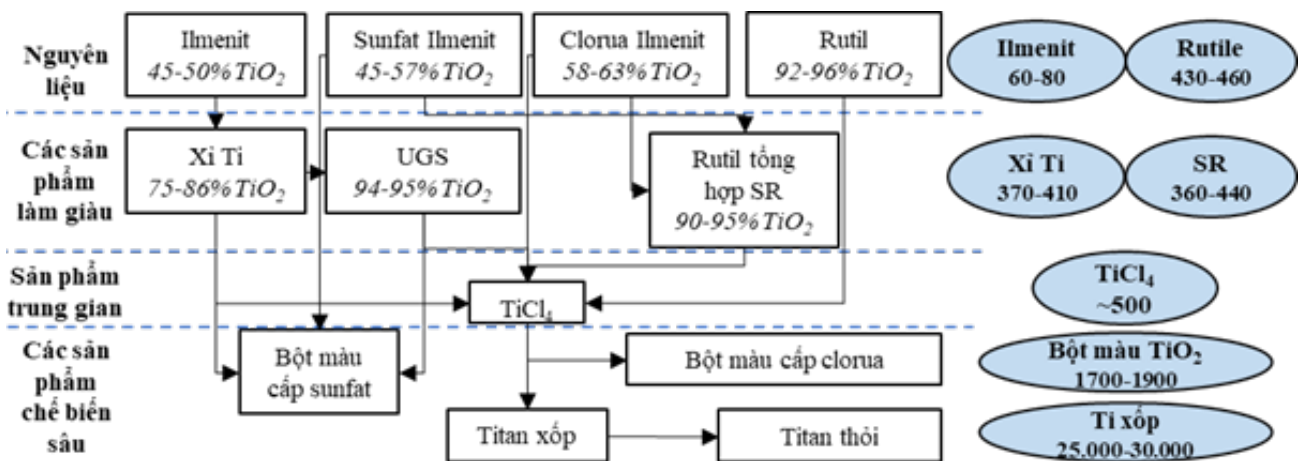 Nguyên
liệu
Ilmenit
45-50%TiO₂
Sunfat Ilmenit
45-57%TiO₂
Clorua Ilmenit
58-63%TiO₂
Rutil
92-96%TiO₂
Ilmenit
60-80
Rutile
430-460
Các sản
phẩm
làm giàu
Xỉ Ti
75-86%TiO₂
UGS
94-95%TiO₂
Rutil tổng
hợp SR
90-95%TiO₂
Xỉ Ti
370-410
SR
360-440
Sản phẩm
trung gian
TiCl₄
TiCl₄
~500
Các sản
phẩm
chế biến
sâu
Bột màu
cấp sunfat
Bột màu cấp clorua
Titan xốp
Titan thỏi
Bột màu TiO₂
1700-1900
Ti xốp
25.000-30.000